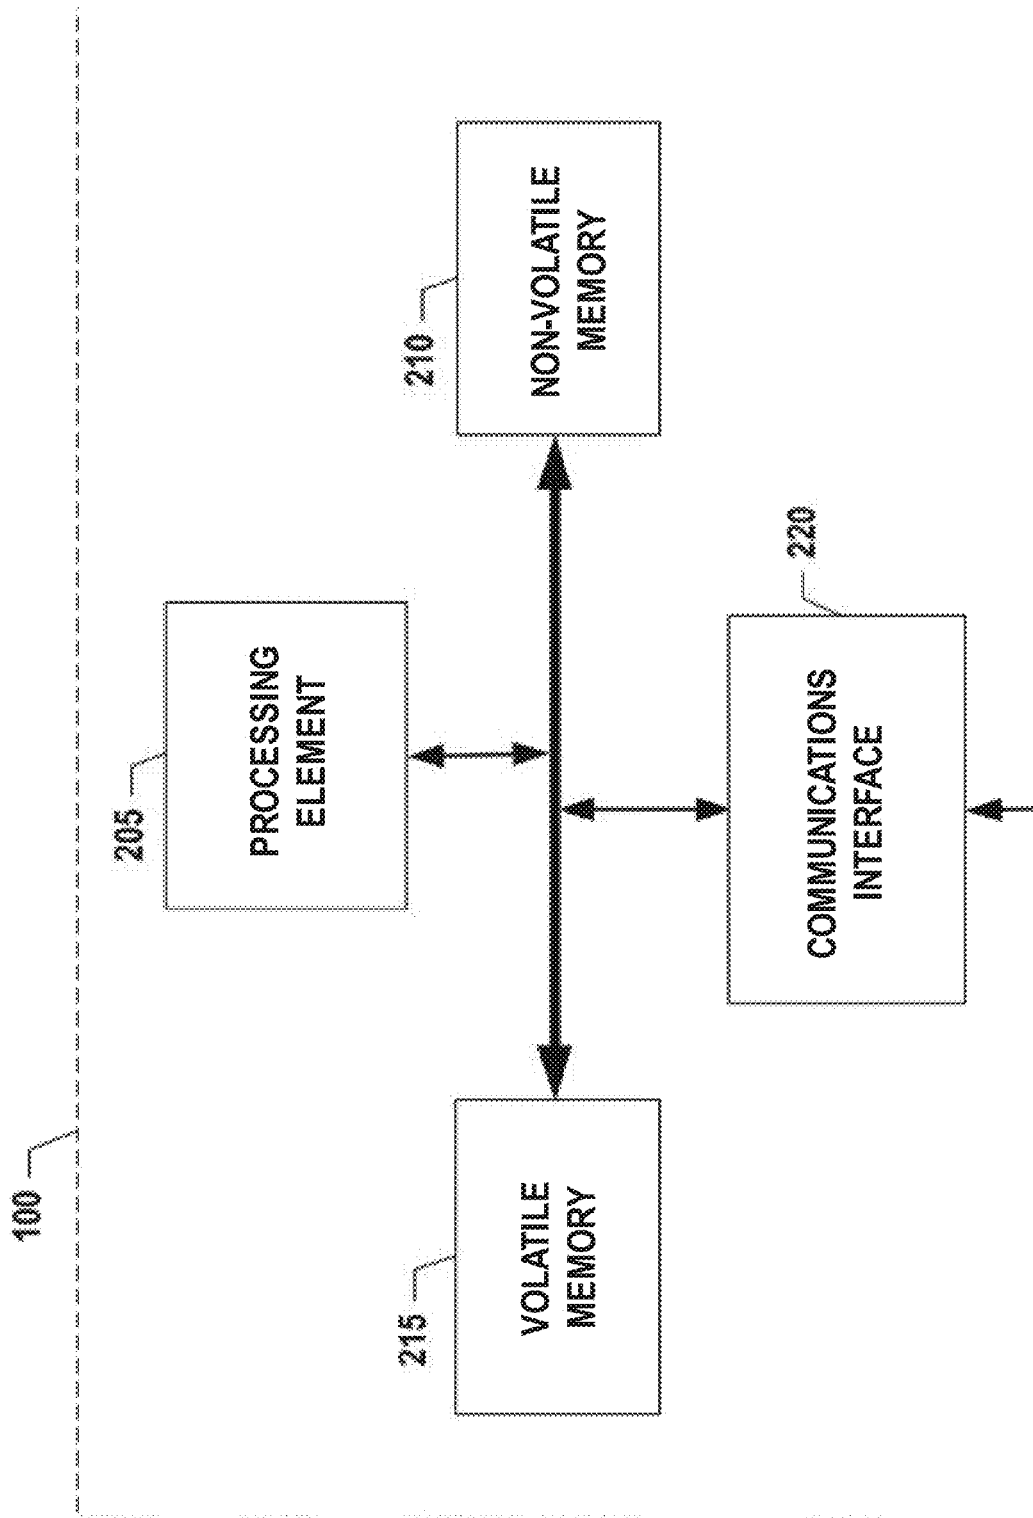 100
205
PROCESSING
ELEMENT
215
VOLATILE
MEMORY
210
NON-VOLATILE
MEMORY
220
COMMUNICATIONS
INTERFACE